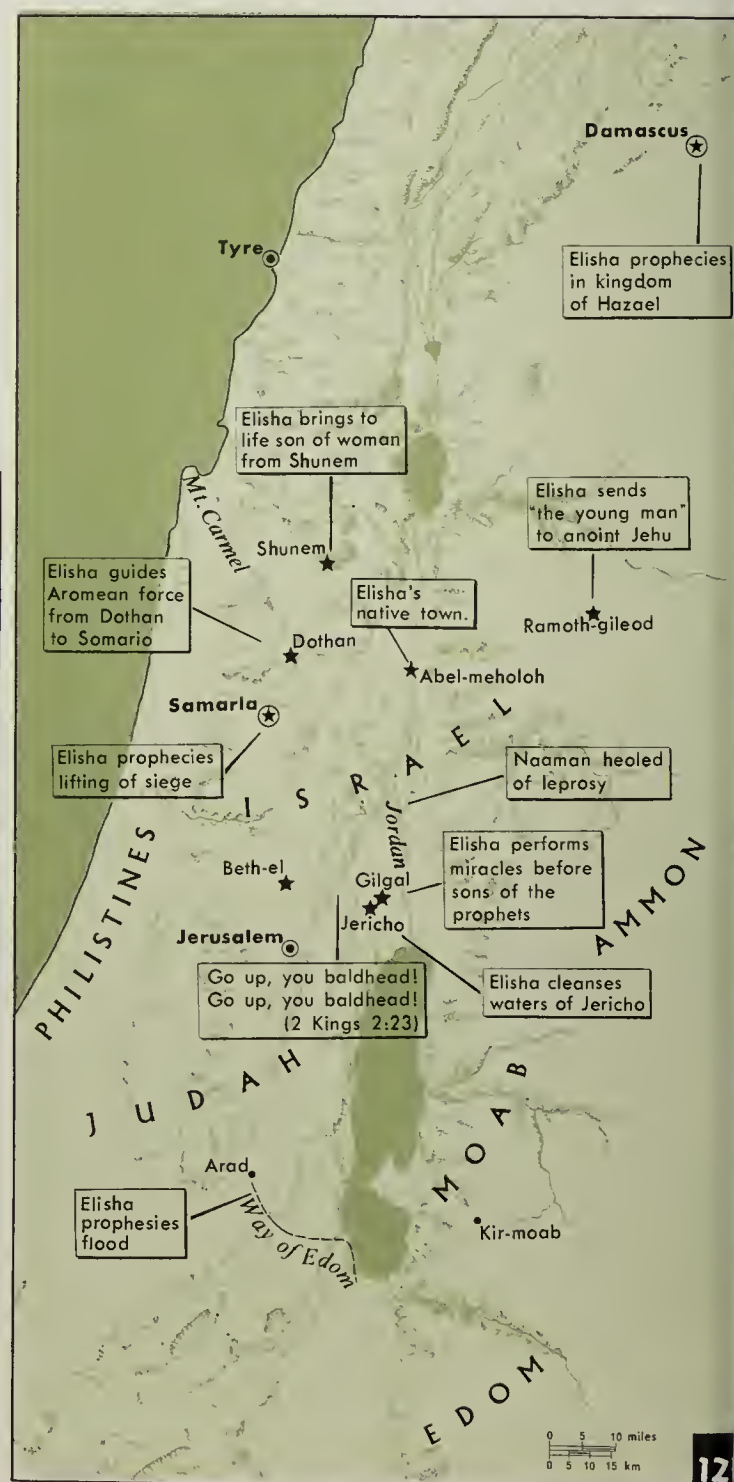 Damascus
Tyre
Elisha prophecies
in kingdom
of Hazael
Elisha brings to
life son of woman
from Shunem
Mt. Carmel
Elisha sends
"the young man"
to anoint Jehu
Shunem
Elisha guides
Aromean force
from Dothan
to Somario
Elisha's
native town.
Ramoth-gileod
Dothan
Abel-meholoh
Samarla
Elisha prophecies
lifting of siege
ISRAEL
Naaman heoled
of leprosy
Jordan
PHILISTINES
Beth-el
Gilgal
Elisha performs
miracles before
sons of the
prophets
AMMON
Jericho
Jerusalem
Go up, you baldhead!
Go up, you baldhead!
(2 Kings 2:23)
Elisha cleanses
waters of Jericho
JUDAH
MOAB
Arad
Elisha
prophesies
flood
Way of Edom
Kir-moab
EDOM
0 5 10 miles
0 5 10 15 km
12